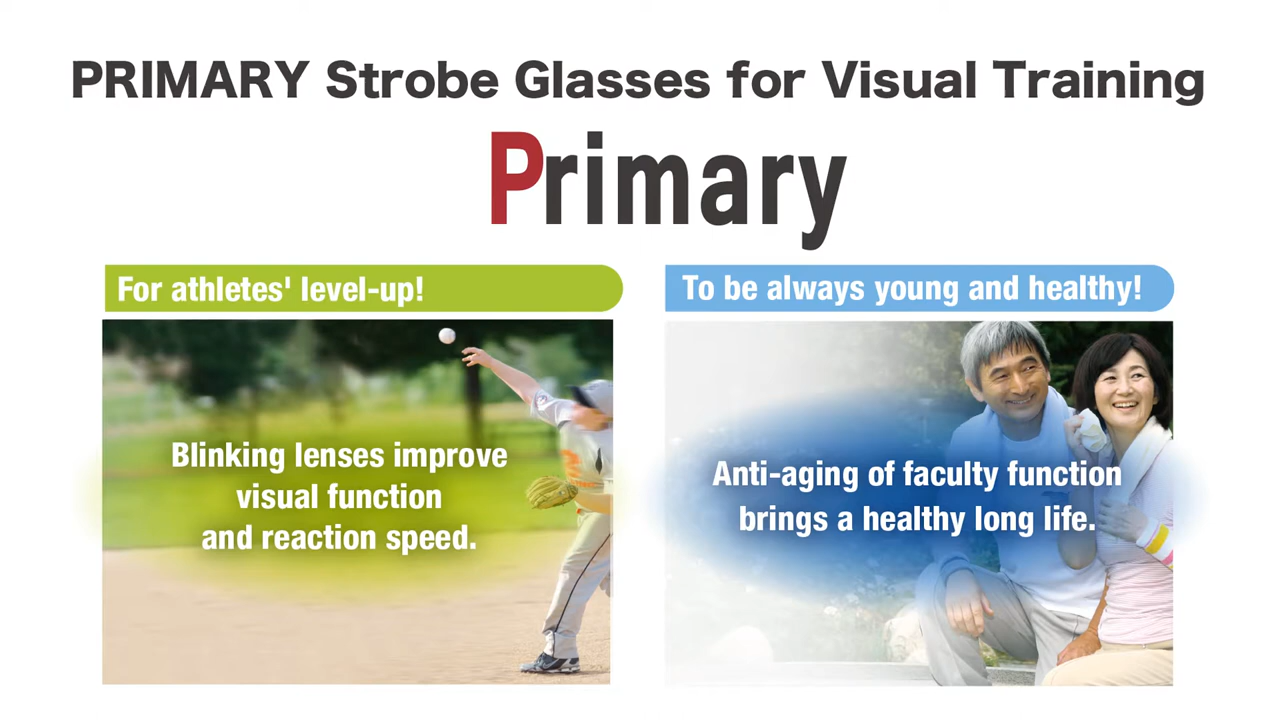 PRIMARY Strobe Glasses for Visual Training
Primary
For athletes' level-up!
Blinking lenses improve
visual function
and reaction speed.
To be always young and healthy!
Anti-aging of faculty function
brings a healthy long life.